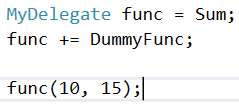 MyDelegate func = Sum;
func += DummyFunc;
func(10, 15);